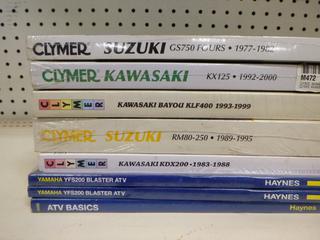 CLYMER SUZUKI GS750 FOURS • 1977-198
CLYMER KAWASAKI KX125 • 1992-2000
M472
CLYMER KAWASAKI BAYOU KLF400 1993-1999
CLYMER SUZUKI RM80-250 • 1989-1995
CLYMER KAWASAKI KDX200 • 1983-1988
YAMAHA YFS200 BLASTER ATV HAYNES
YAMAHA YFS200 BLASTER ATV HAYNES
ATV BASICS Haynes